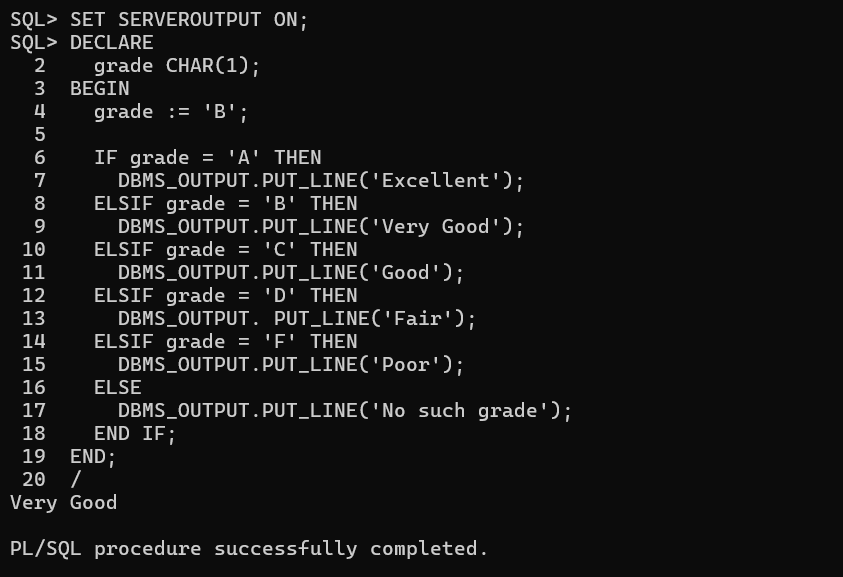 SQL> SET SERVEROUTPUT ON;
SQL> DECLARE
  2    grade CHAR(1);
  3  BEGIN
  4    grade := 'B';
  5
  6    IF grade = 'A' THEN
  7      DBMS_OUTPUT.PUT_LINE('Excellent');
  8    ELSIF grade = 'B' THEN
  9      DBMS_OUTPUT.PUT_LINE('Very Good');
 10    ELSIF grade = 'C' THEN
 11      DBMS_OUTPUT.PUT_LINE('Good');
 12    ELSIF grade = 'D' THEN
 13      DBMS_OUTPUT. PUT_LINE('Fair');
 14    ELSIF grade = 'F' THEN
 15      DBMS_OUTPUT.PUT_LINE('Poor');
 16    ELSE
 17      DBMS_OUTPUT.PUT_LINE('No such grade');
 18    END IF;
 19  END;
 20  /
Very Good

PL/SQL procedure successfully completed.